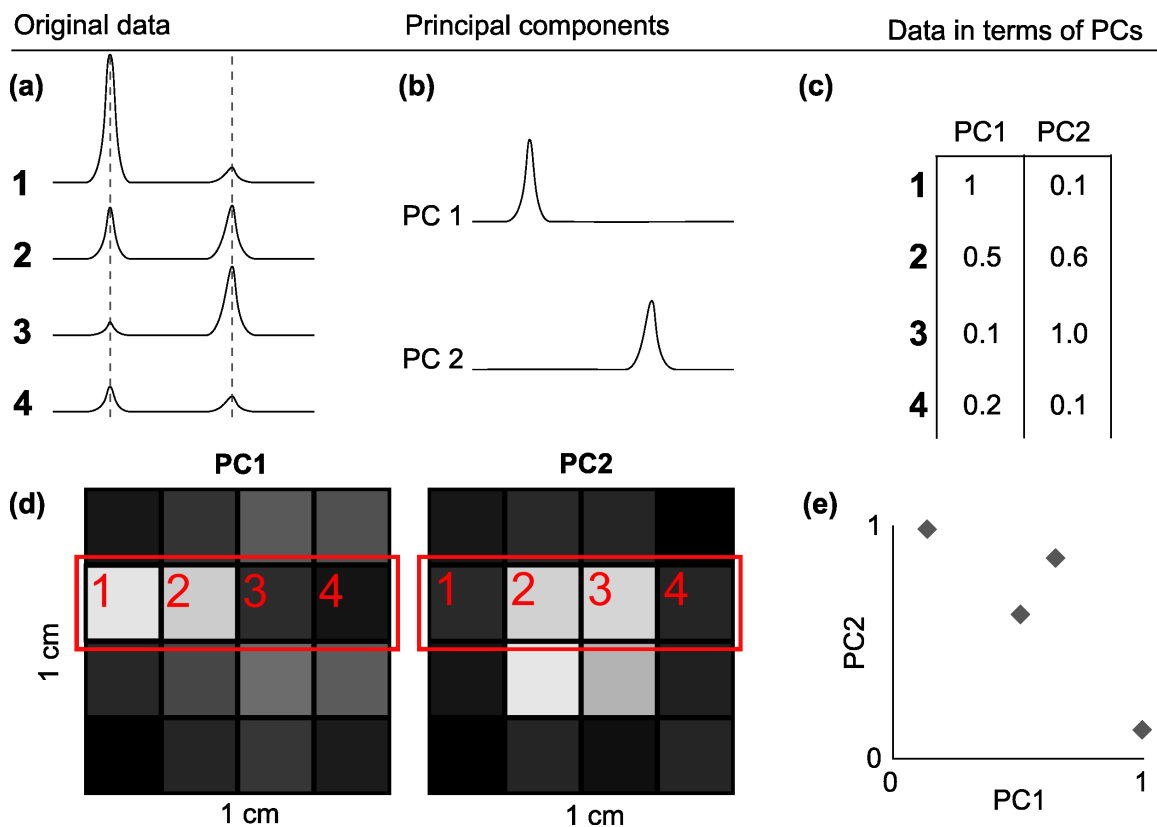 Original data
Principal components
Data in terms of PCs
(a)
1
2
3
4
(b)
PC 1
PC 2
(c)
PC1 PC2
1 1 0.1
2 0.5 0.6
3 0.1 1.0
4 0.2 0.1
(d)
PC1
1 2 3 4
1 cm
1 cm
PC2
1 2 3 4
1 cm
(e)
1
PC2
0
0
1
PC1